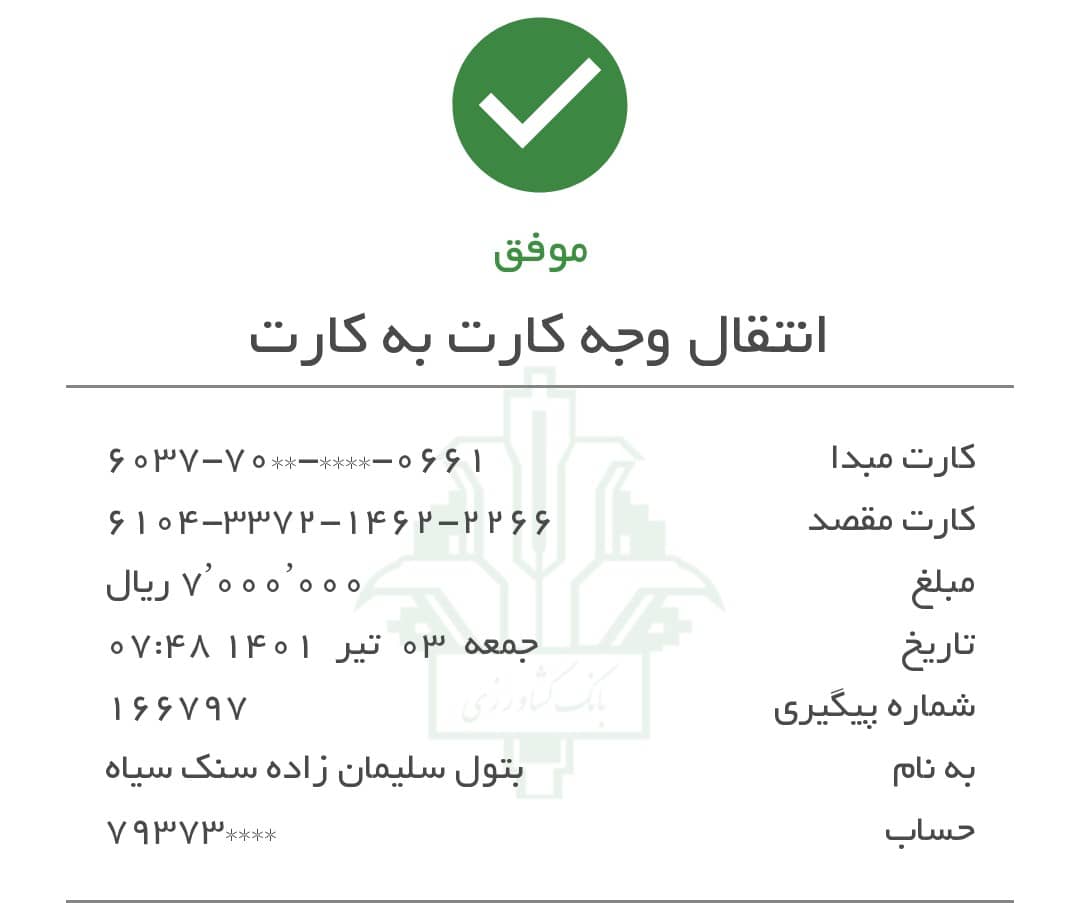 موفق
انتقال وجه کارت به کارت
کارت مبدا ۶۰۳۷-۷۰**-****-۰۶۶۱
کارت مقصد ۶۱۰۴-۳۳۷۲-۱۴۶۲-۲۲۶۶
مبلغ ۷٬۰۰۰٬۰۰۰ ریال
تاریخ جمعه ۰۳ تیر ۱۴۰۱ ۰۷:۴۸
شماره پیگیری ۱۶۶۷۹۷
به نام بتول سلیمان زاده سنک سیاه
حساب ۷۹۳۷۳****
بانک کشاورزی